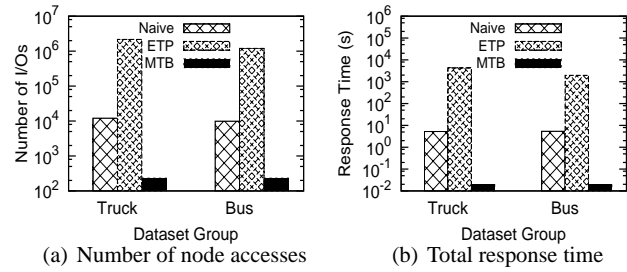 Number of I/Os
10^7
10^6
10^5
10^4
10^3
10^2
Naive
ETP
MTB
Truck
Bus
Dataset Group
(a) Number of node accesses
Response Time (s)
10^6
10^5
10^4
10^3
10^2
10^1
10^0
10^-1
10^-2
Naive
ETP
MTB
Truck
Bus
Dataset Group
(b) Total response time